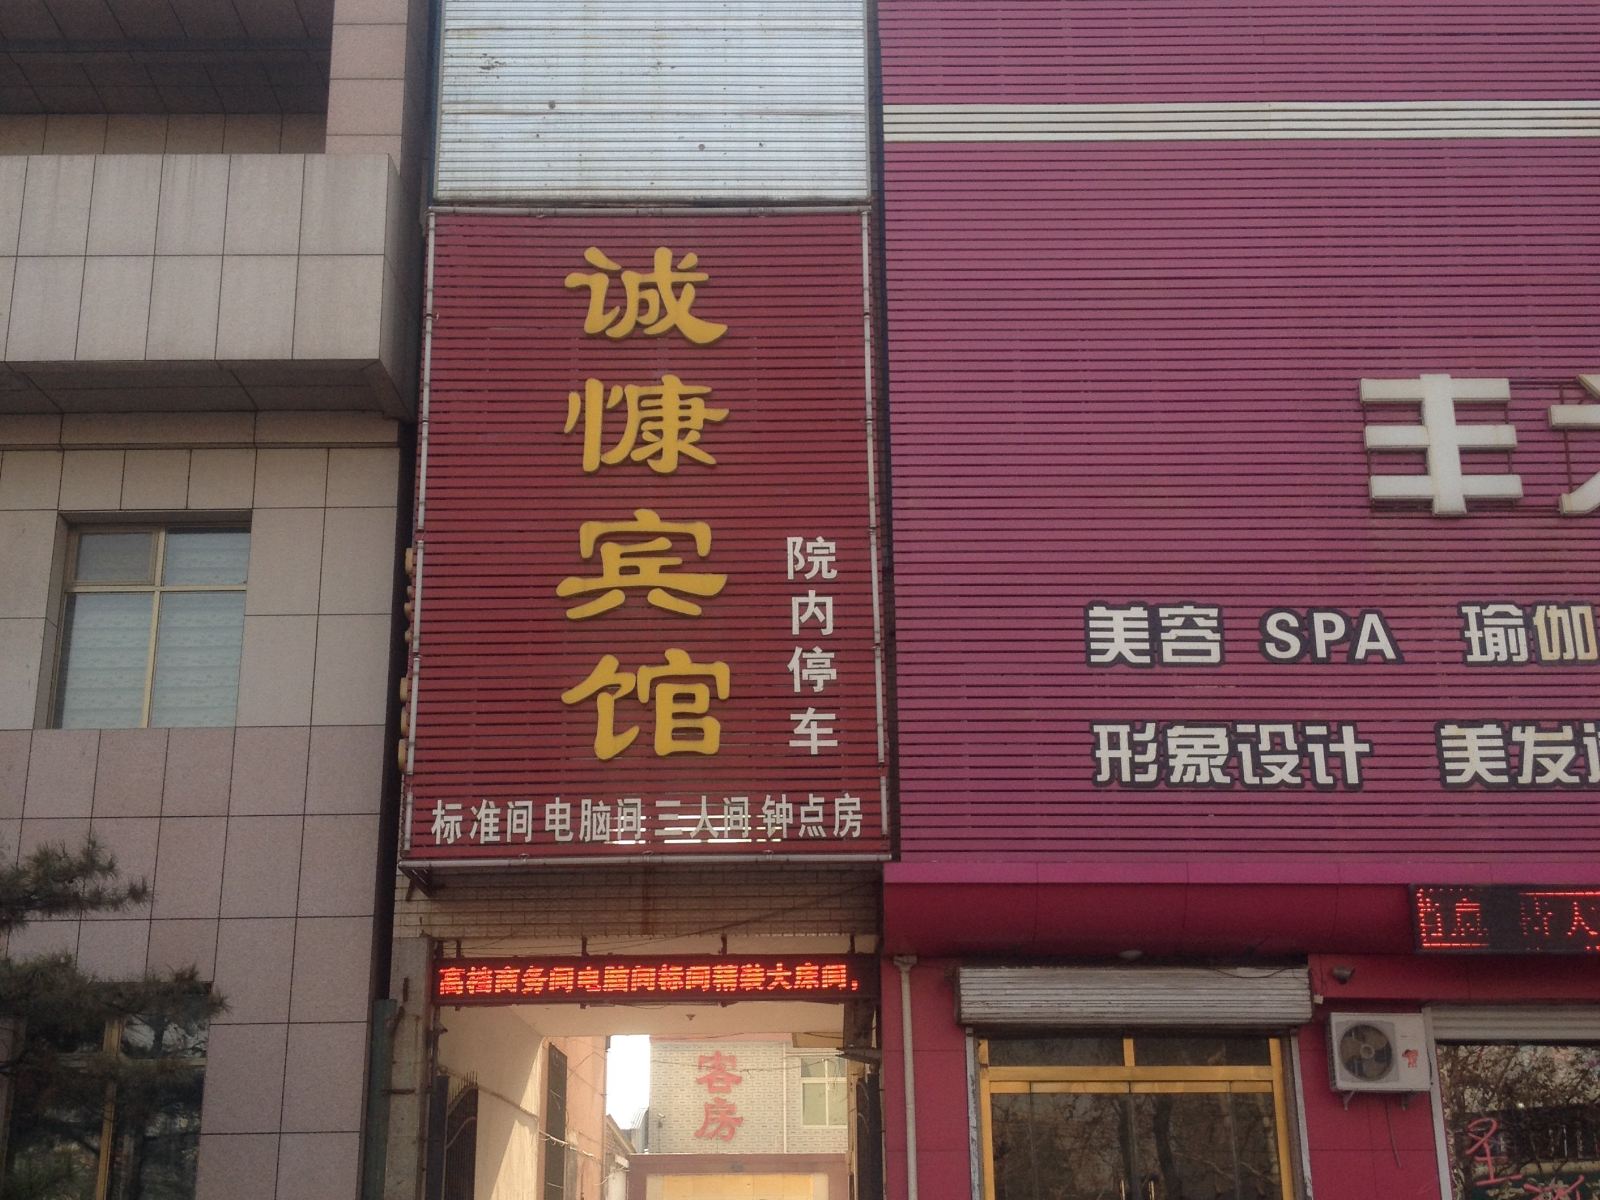 诚慷宾馆
院内停车
标准间 电脑间 三人间 钟点房
高档商务间电脑间标间精装大床间,
客房
丰
美容 SPA 瑜伽
形象设计 美发